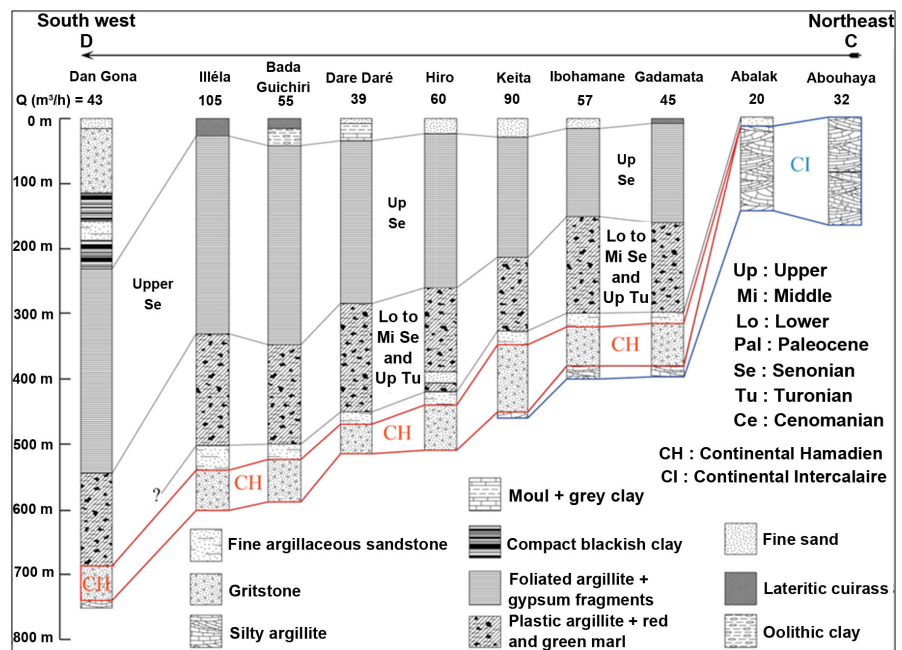 South west
Northeast
D
C
Dan Gona
Illéla
Bada
Guichiri
Dare Daré
Hiro
Keita
Ibohamane
Gadamata
Abalak
Abouhaya
Q (m³/h) = 43
105
55
39
60
90
57
45
20
32
0 m
100 m
200 m
300 m
400 m
500 m
600 m
700 m
800 m
Upper
Se
Up
Se
Up
Se
CI
Lo to
Mi Se
and
Up Tu
Lo to
Mi Se
and
Up Tu
CH
CH
CH
CH
?
Up : Upper
Mi : Middle
Lo : Lower
Pal : Paleocene
Se : Senonian
Tu : Turonian
Ce : Cenomanian
CH : Continental Hamadien
CI : Continental Intercalaire
Moul + grey clay
Fine argillaceous sandstone
Compact blackish clay
Fine sand
Gritstone
Foliated argillite +
gypsum fragments
Lateritic cuirass
Silty argillite
Plastic argillite + red
and green marl
Oolithic clay